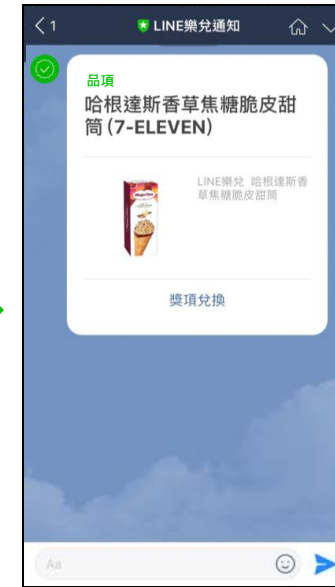 1
LINE樂兌通知
品項
哈根達斯香草焦糖脆皮甜
筒(7-ELEVEN)
LINE樂兌 哈根達斯香
草焦糖脆皮甜筒
獎項兌換
Aa